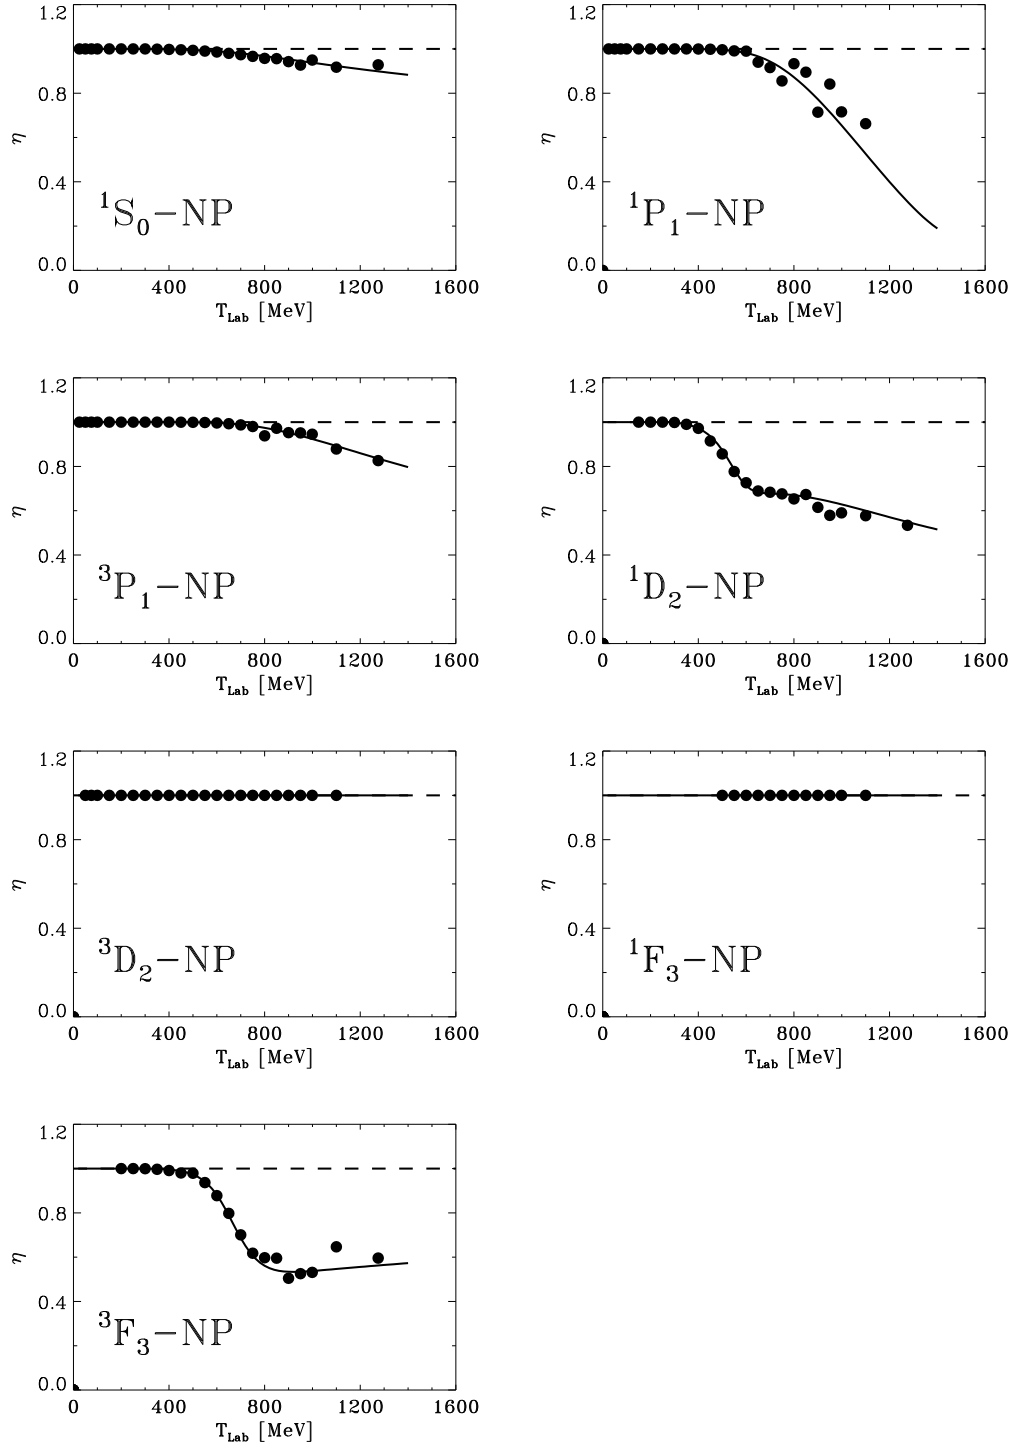 1.2 1.2
0.8 0.8
η η
0.4 0.4
¹S₀−NP ¹P₁−NP
0.0 0.0
0 400 800 1200 1600 0 400 800 1200 1600
T_Lab [MeV] T_Lab [MeV]
1.2 1.2
0.8 0.8
η η
0.4 0.4
³P₁−NP ¹D₂−NP
0.0 0.0
0 400 800 1200 1600 0 400 800 1200 1600
T_Lab [MeV] T_Lab [MeV]
1.2 1.2
0.8 0.8
η η
0.4 0.4
³D₂−NP ¹F₃−NP
0.0 0.0
0 400 800 1200 1600 0 400 800 1200 1600
T_Lab [MeV] T_Lab [MeV]
1.2
0.8
η
0.4
³F₃−NP
0.0
0 400 800 1200 1600
T_Lab [MeV]